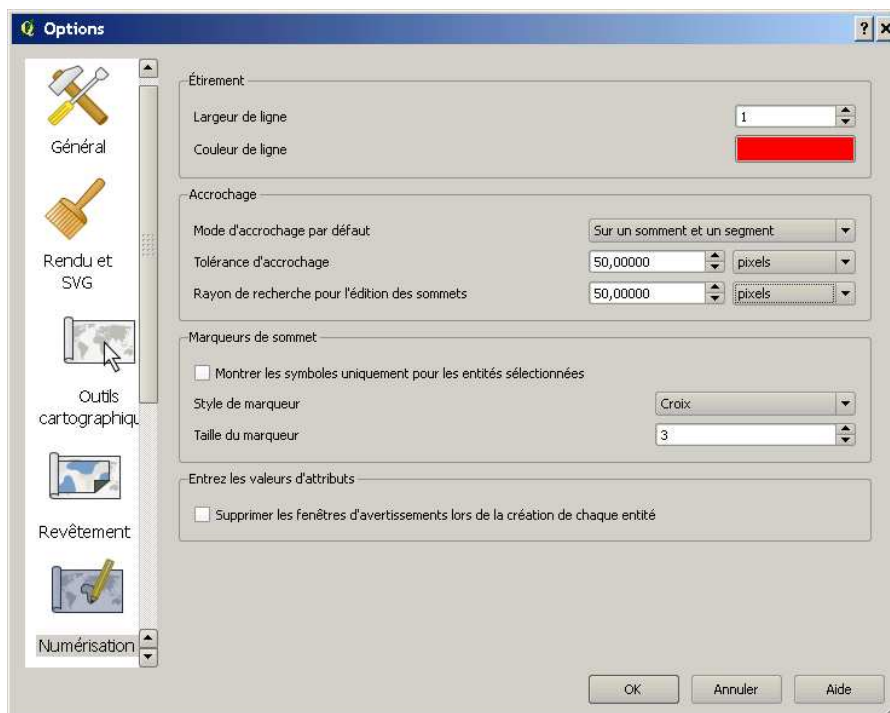 Options
Général
Rendu et
SVG
Outils
cartographiqu
Revêtement
Numérisation
Étirement
Largeur de ligne
1
Couleur de ligne
Accrochage
Mode d'accrochage par défaut
Sur un somment et un segment
Tolérance d'accrochage
50,00000
pixels
Rayon de recherche pour l'édition des sommets
50,00000
pixels
Marqueurs de sommet
Montrer les symboles uniquement pour les entités sélectionnées
Style de marqueur
Croix
Taille du marqueur
3
Entrez les valeurs d'attributs
Supprimer les fenêtres d'avertissements lors de la création de chaque entité
OK
Annuler
Aide